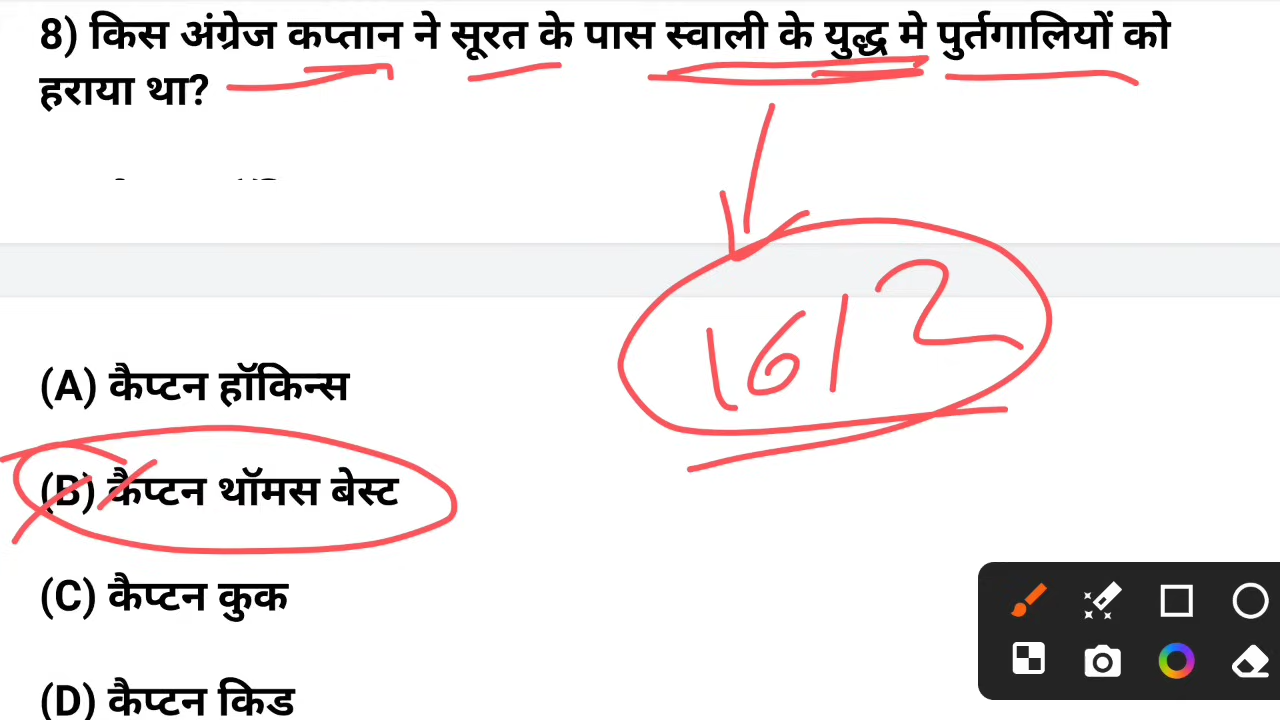 8) किस अंग्रेज कप्तान ने सूरत के पास स्वाली के युद्ध मे पुर्तगालियों को
हराया था?
1612
(A) कैप्टन हॉकिन्स
(B) कैप्टन थॉमस बेस्ट
(C) कैप्टन कुक
(D) कैप्टन किड